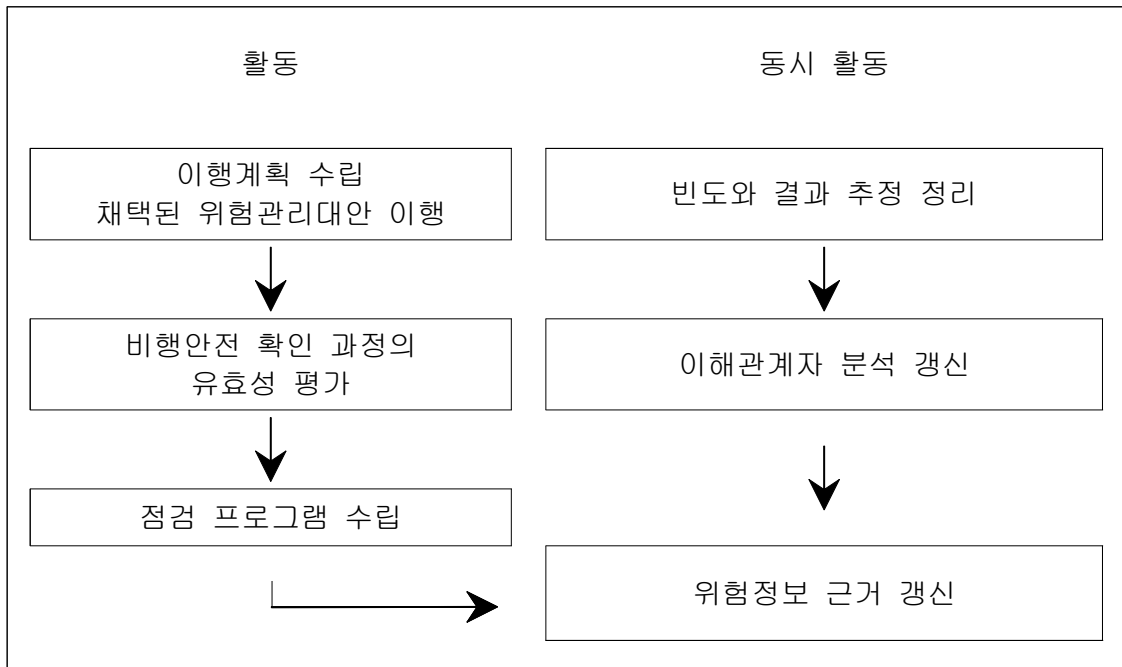 활동
동시 활동
이행계획 수립
채택된 위험관리대안 이행
빈도와 결과 추정 정리
비행안전 확인 과정의
유효성 평가
이해관계자 분석 갱신
점검 프로그램 수립
위험정보 근거 갱신